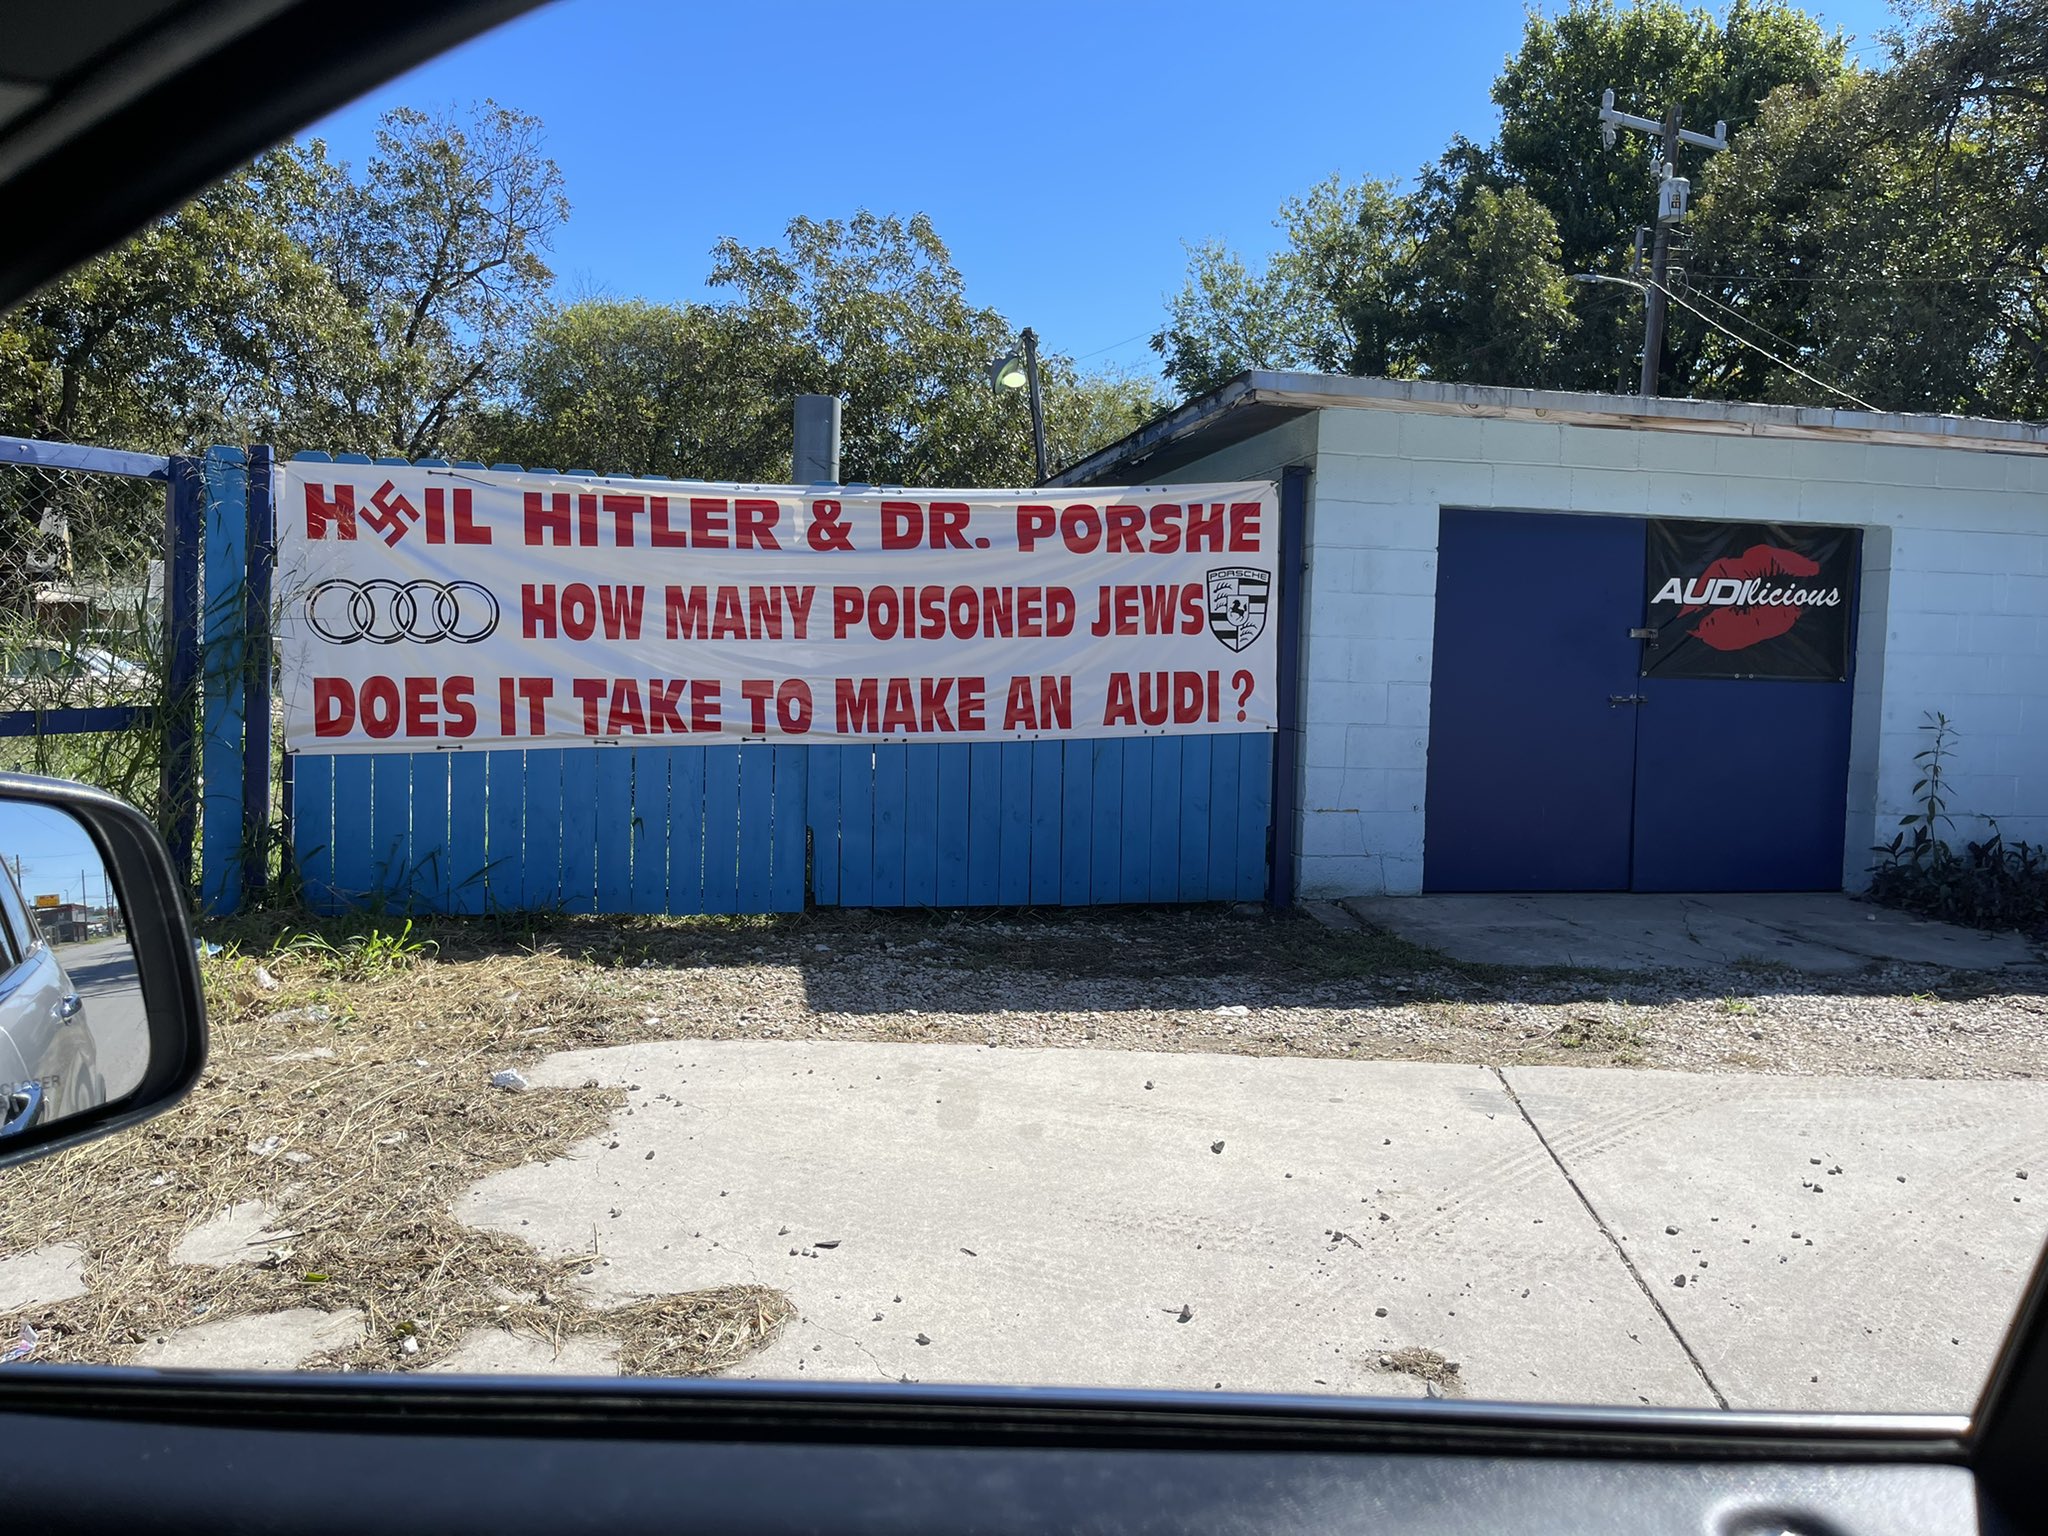 H卐IL HITLER & DR. PORSHE
HOW MANY POISONED JEWS
PORSCHE
DOES IT TAKE TO MAKE AN AUDI?
AUDIlicious
CLOSER